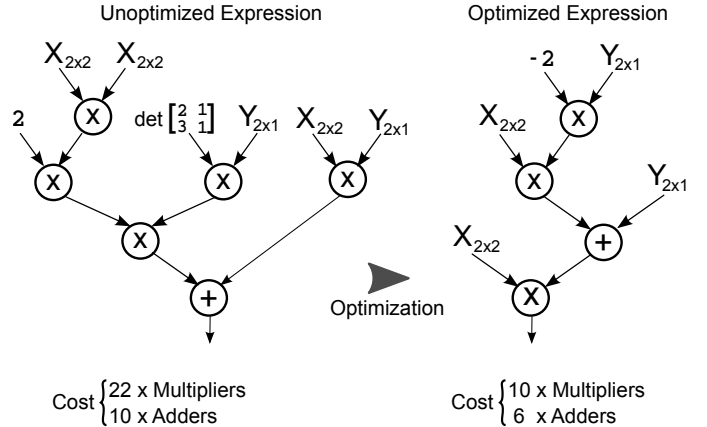 Unoptimized Expression
Optimized Expression
X2x2 X2x2
2
x
det [2 1
3 1]
Y2x1
X2x2
Y2x1
x
x
x
x
+
Optimization
-2
Y2x1
X2x2
x
x
Y2x1
X2x2
+
x
Cost { 22 x Multipliers
10 x Adders
Cost { 10 x Multipliers
6 x Adders